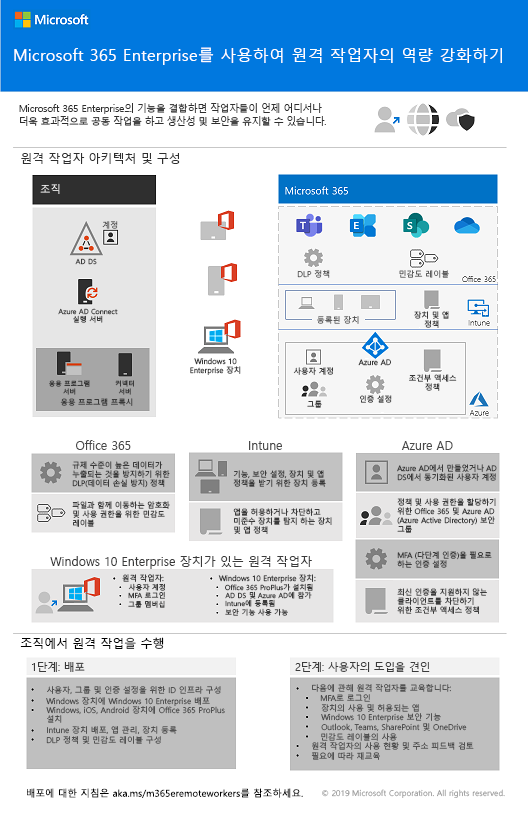 Microsoft
Microsoft 365 Enterprise를 사용하여 원격 작업자의 역량 강화하기
Microsoft 365 Enterprise의 기능을 결합하면 작업자들이 언제 어디서나
더욱 효과적으로 공동 작업을 하고 생산성 및 보안을 유지할 수 있습니다.
원격 작업자 아키텍처 및 구성
조직
계정
AD DS
Azure AD Connect
실행 서버
응용 프로그램
서버
커넥터
서버
응용 프로그램 프록시
Windows 10
Enterprise 장치
Microsoft 365
DLP 정책
민감도 레이블
Office 365
등록된 장치
장치 및 앱
정책
Intune
Azure AD
사용자 계정
그룹
인증 설정
조건부 액세스
정책
Azure
Office 365
규제 수준이 높은 데이터가
누출되는 것을 방지하기 위한
DLP(데이터 손실 방지) 정책
파일과 함께 이동하는 암호화
및 사용 권한을 위한 민감도
레이블
Intune
기능, 보안 설정, 장치 및 앱
정책을 받기 위한 장치 등록
앱을 허용하거나 차단하고
미준수 장치를 탐지 하는 장치
및 앱 정책
Azure AD
Azure AD에서 만들었거나 AD
DS에서 동기화된 사용자 계정
정책 및 사용 권한을 할당하기
위한 Office 365 및 Azure AD
(Azure Active Directory) 보안
그룹
MFA (다단계 인증)을 필요로
하는 인증 설정
최신 인증을 지원하지 않는
클라이언트를 차단하기
위한 조건부 액세스 정책
Windows 10 Enterprise 장치가 있는 원격 작업자
• 원격 작업자:
• 사용자 계정
• MFA 로그인
• 그룹 멤버십
• Windows 10 Enterprise 장치:
• Office 365 ProPlus가 설치됨
• AD DS 및 Azure AD에 참가
• Intune에 등록됨
• 보안 기능 사용 가능
조직에서 원격 작업을 수행
1단계: 배포
• 사용자, 그룹 및 인증 설정을 위한 ID 인프라 구성
• Windows 장치에 Windows 10 Enterprise 배포
• Windows, iOS, Android 장치에 Office 365 ProPlus
설치
• Intune 장치 배포, 앱 관리, 장치 등록
• DLP 정책 및 민감도 레이블 구성
2단계: 사용자의 도입을 견인
• 다음에 관해 원격 작업자를 교육합니다:
• MFA로 로그인
• 장치의 사용 및 허용되는 앱
• Windows 10 Enterprise 보안 기능
• Outlook, Teams, SharePoint 및 OneDrive
• 민감도 레이블의 사용
• 원격 작업자의 사용 현황 및 주소 피드백 검토
• 필요에 따라 재교육
배포에 대한 지침은 aka.ms/m365eremoteworkers를 참조하세요.
© 2019 Microsoft Corporation. All rights reserved.